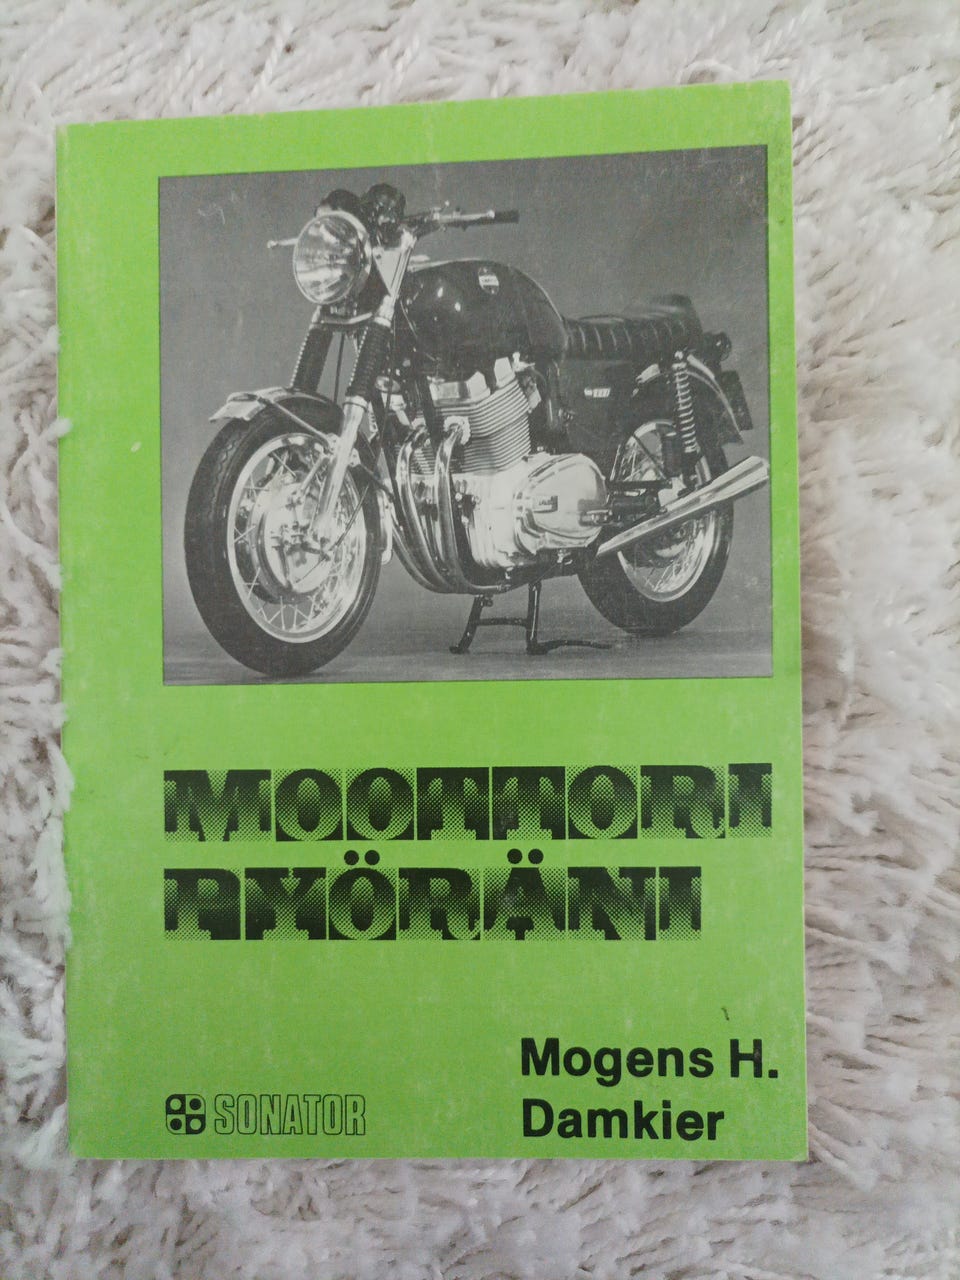 MOOTTORI
PYÖRÄNI
Mogens H.
Damkier
SONATOR